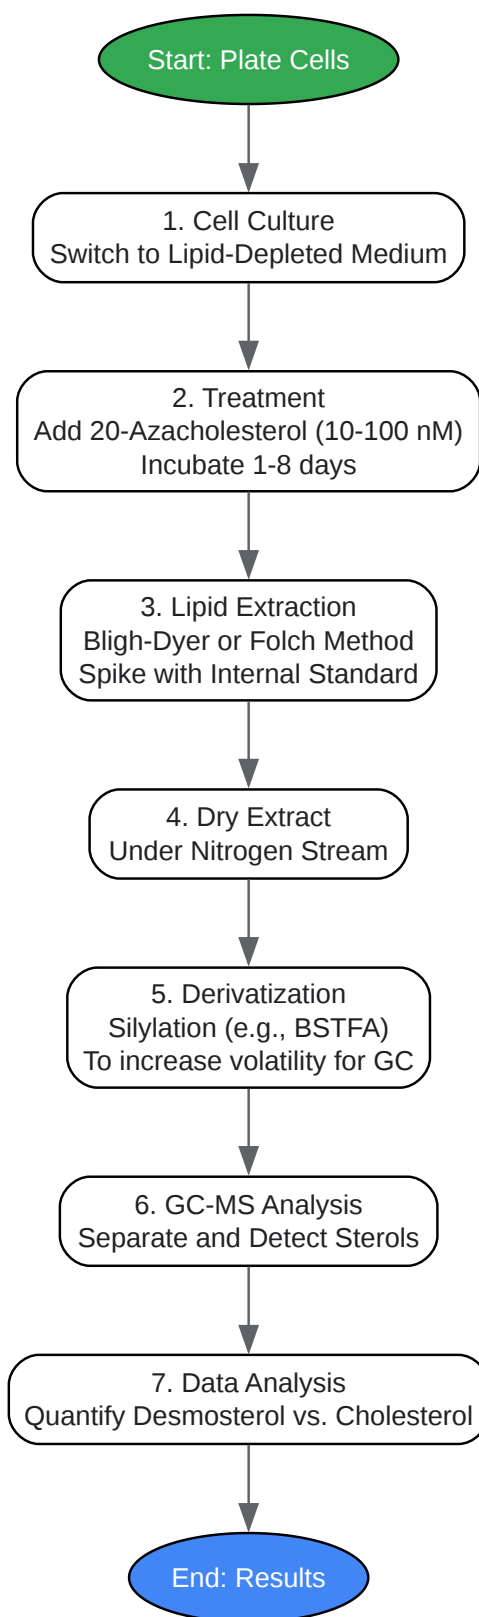 Start: Plate Cells
1. Cell Culture
Switch to Lipid-Depleted Medium
2. Treatment
Add 20-Azacholesterol (10-100 nM)
Incubate 1-8 days
3. Lipid Extraction
Bligh-Dyer or Folch Method
Spike with Internal Standard
4. Dry Extract
Under Nitrogen Stream
5. Derivatization
Silylation (e.g., BSTFA)
To increase volatility for GC
6. GC-MS Analysis
Separate and Detect Sterols
7. Data Analysis
Quantify Desmosterol vs. Cholesterol
End: Results